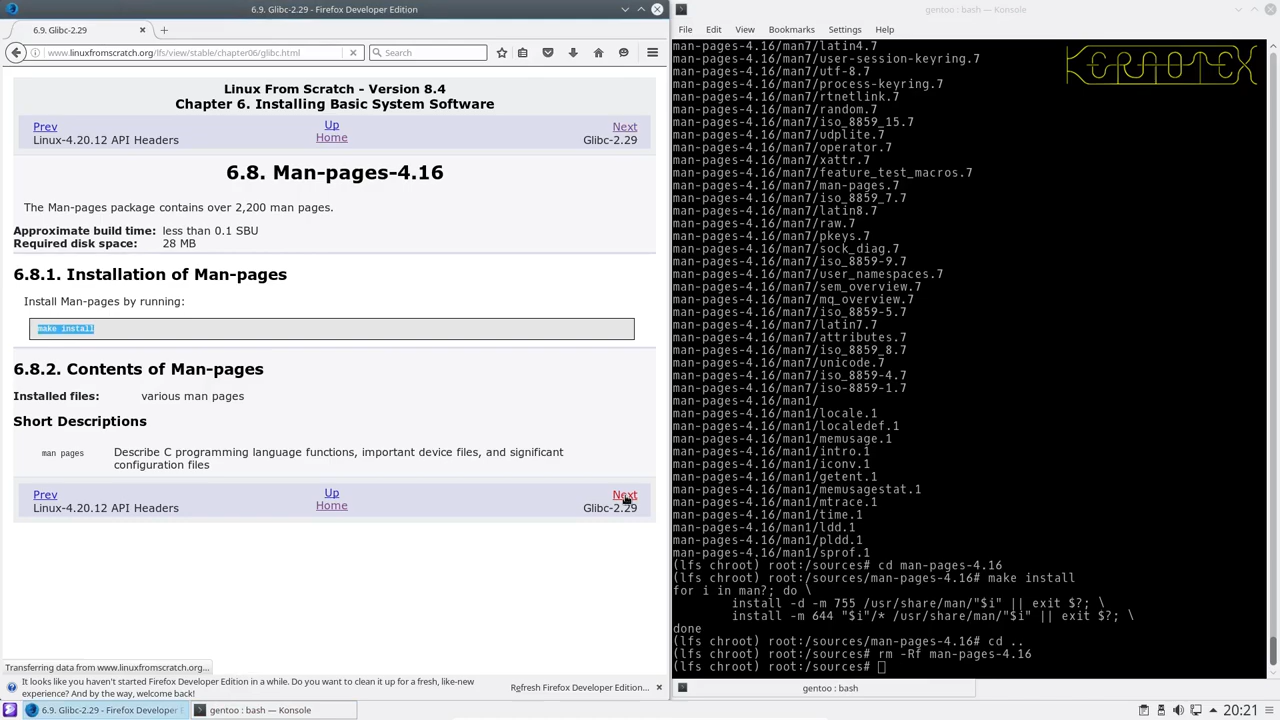 6.9. Glibc-2.29 - Firefox Developer Edition
6.9. Glibc-2.29
www.linuxfromscratch.org/lfs/view/stable/chapter06/glibc.html
Search
Linux From Scratch - Version 8.4
Chapter 6. Installing Basic System Software
Prev
Up
Next
Linux-4.20.12 API Headers
Home
Glibc-2.29
6.8. Man-pages-4.16
The Man-pages package contains over 2,200 man pages.
Approximate build time: less than 0.1 SBU
Required disk space: 28 MB
6.8.1. Installation of Man-pages
Install Man-pages by running:
make install
6.8.2. Contents of Man-pages
Installed files: various man pages
Short Descriptions
man pages Describe C programming language functions, important device files, and significant
configuration files
Prev
Up
Next
Linux-4.20.12 API Headers
Home
Glibc-2.29
Transferring data from www.linuxfromscratch.org...
It looks like you haven't started Firefox Developer Edition in a while. Do you want to clean it up for a fresh, like-new
experience? And by the way, welcome back!
Refresh Firefox Developer Edition...
gentoo : bash — Konsole
File Edit View Bookmarks Settings Help
KERNOTEX
man-pages-4.16/man7/latin4.7
man-pages-4.16/man7/user-session-keyring.7
man-pages-4.16/man7/utf-8.7
man-pages-4.16/man7/process-keyring.7
man-pages-4.16/man7/rtnetlink.7
man-pages-4.16/man7/random.7
man-pages-4.16/man7/iso_8859_15.7
man-pages-4.16/man7/udplite.7
man-pages-4.16/man7/operator.7
man-pages-4.16/man7/xattr.7
man-pages-4.16/man7/feature_test_macros.7
man-pages-4.16/man7/man-pages.7
man-pages-4.16/man7/iso_8859_7.7
man-pages-4.16/man7/latin8.7
man-pages-4.16/man7/raw.7
man-pages-4.16/man7/pkeys.7
man-pages-4.16/man7/sock_diag.7
man-pages-4.16/man7/iso_8859-9.7
man-pages-4.16/man7/user_namespaces.7
man-pages-4.16/man7/sem_overview.7
man-pages-4.16/man7/mq_overview.7
man-pages-4.16/man7/iso_8859-5.7
man-pages-4.16/man7/latin7.7
man-pages-4.16/man7/attributes.7
man-pages-4.16/man7/iso_8859_8.7
man-pages-4.16/man7/unicode.7
man-pages-4.16/man7/iso_8859-4.7
man-pages-4.16/man7/iso-8859-1.7
man-pages-4.16/man1/
man-pages-4.16/man1/locale.1
man-pages-4.16/man1/localedef.1
man-pages-4.16/man1/memusage.1
man-pages-4.16/man1/intro.1
man-pages-4.16/man1/iconv.1
man-pages-4.16/man1/getent.1
man-pages-4.16/man1/memusagestat.1
man-pages-4.16/man1/mtrace.1
man-pages-4.16/man1/time.1
man-pages-4.16/man1/ldd.1
man-pages-4.16/man1/pldd.1
man-pages-4.16/man1/sprof.1
(lfs chroot) root:/sources# cd man-pages-4.16
(lfs chroot) root:/sources/man-pages-4.16# make install
for i in man?; do \
install -d -m 755 /usr/share/man/"$i" || exit $?; \
install -m 644 "$i"/* /usr/share/man/"$i" || exit $?; \
done
(lfs chroot) root:/sources/man-pages-4.16# cd ..
(lfs chroot) root:/sources# rm -Rf man-pages-4.16
(lfs chroot) root:/sources#
gentoo : bash
6.9. Glibc-2.29 - Firefox Developer E
gentoo : bash — Konsole
20:21